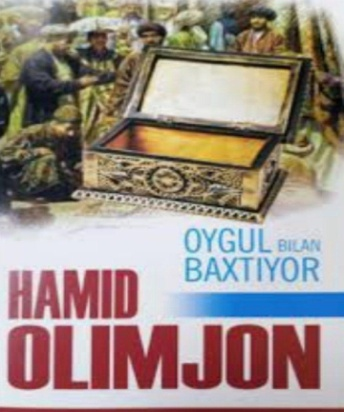 OYGUL BILAN
BAXTIYOR
HAMID
OLIMJON